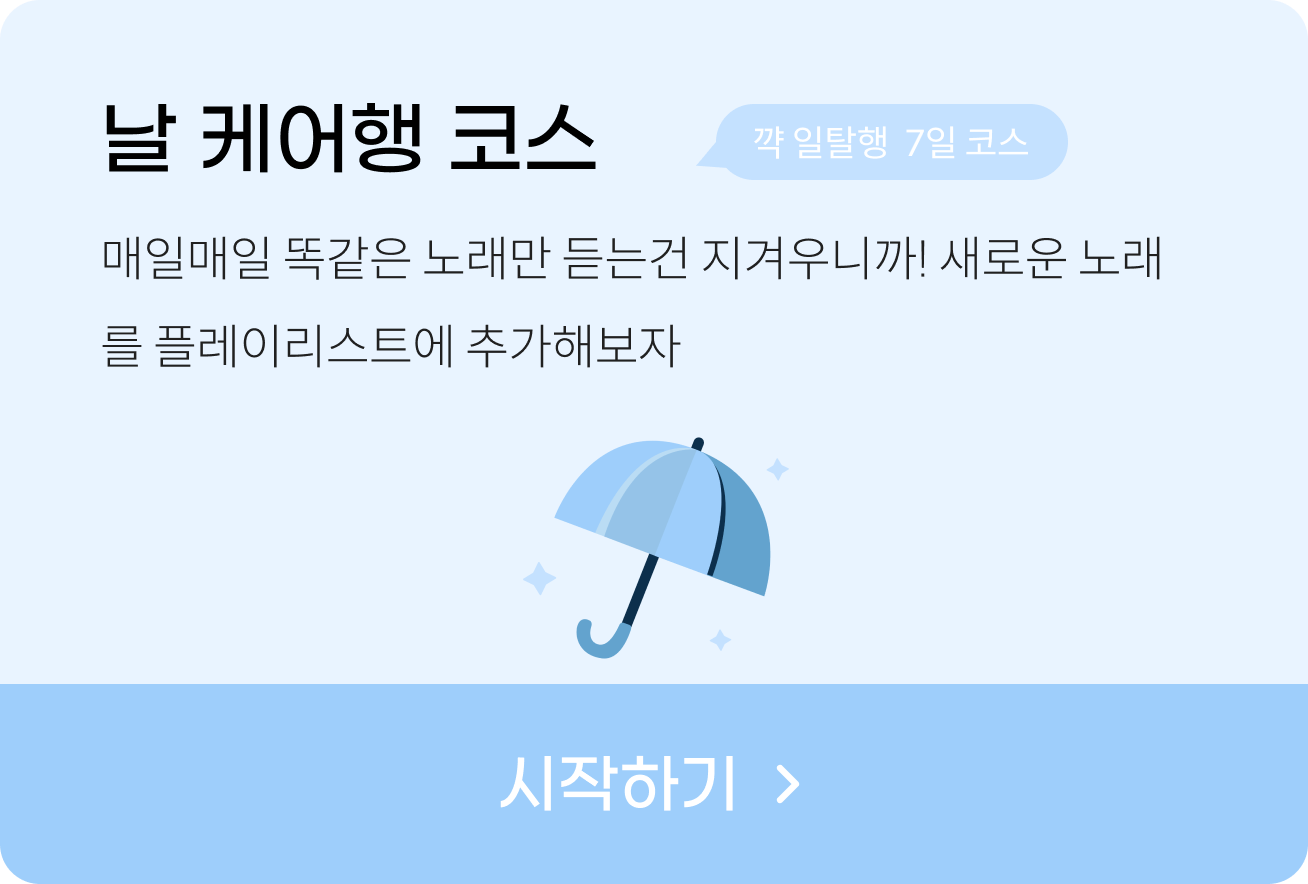 날 케어행 코스
꺅 일탈행 7일 코스
매일매일 똑같은 노래만 듣는건 지겨우니까! 새로운 노래
를 플레이리스트에 추가해보자
시작하기